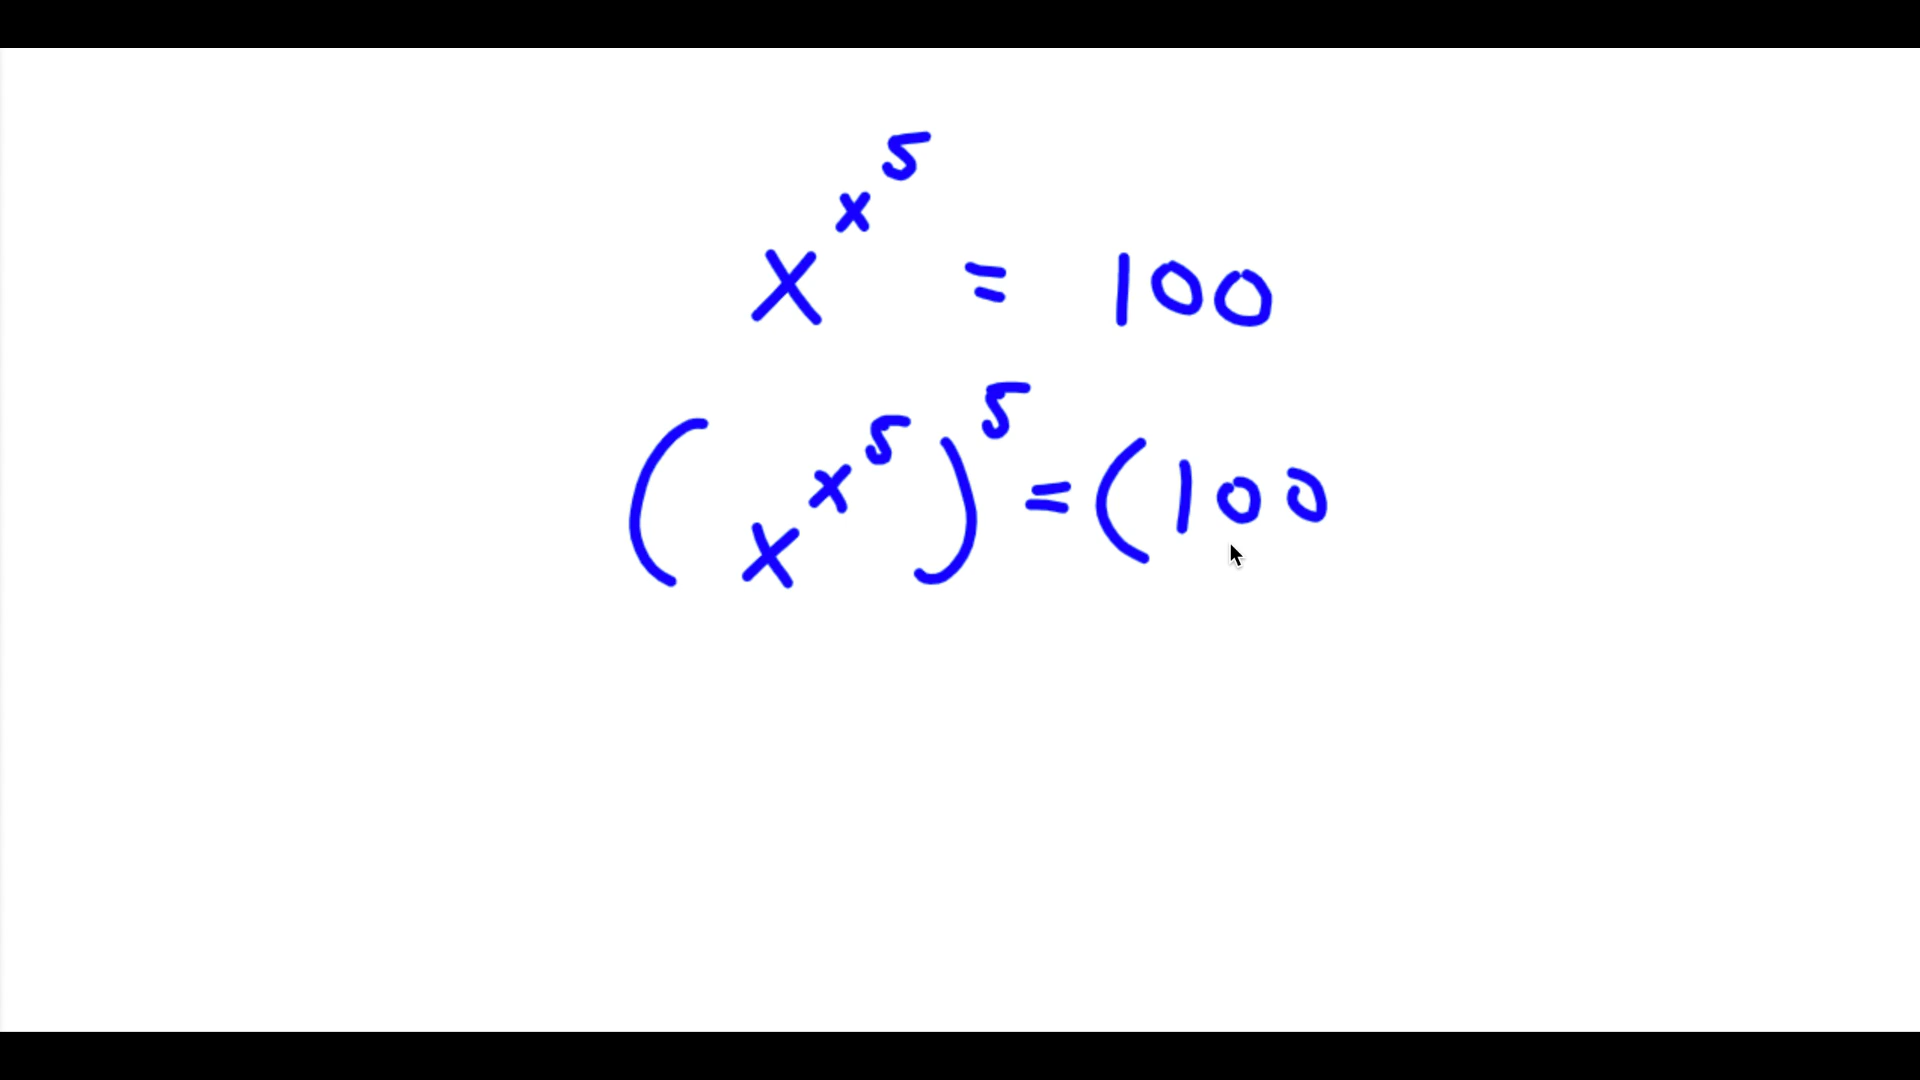 x^{x^5} = 100
(x^{x^5})^5 = (100